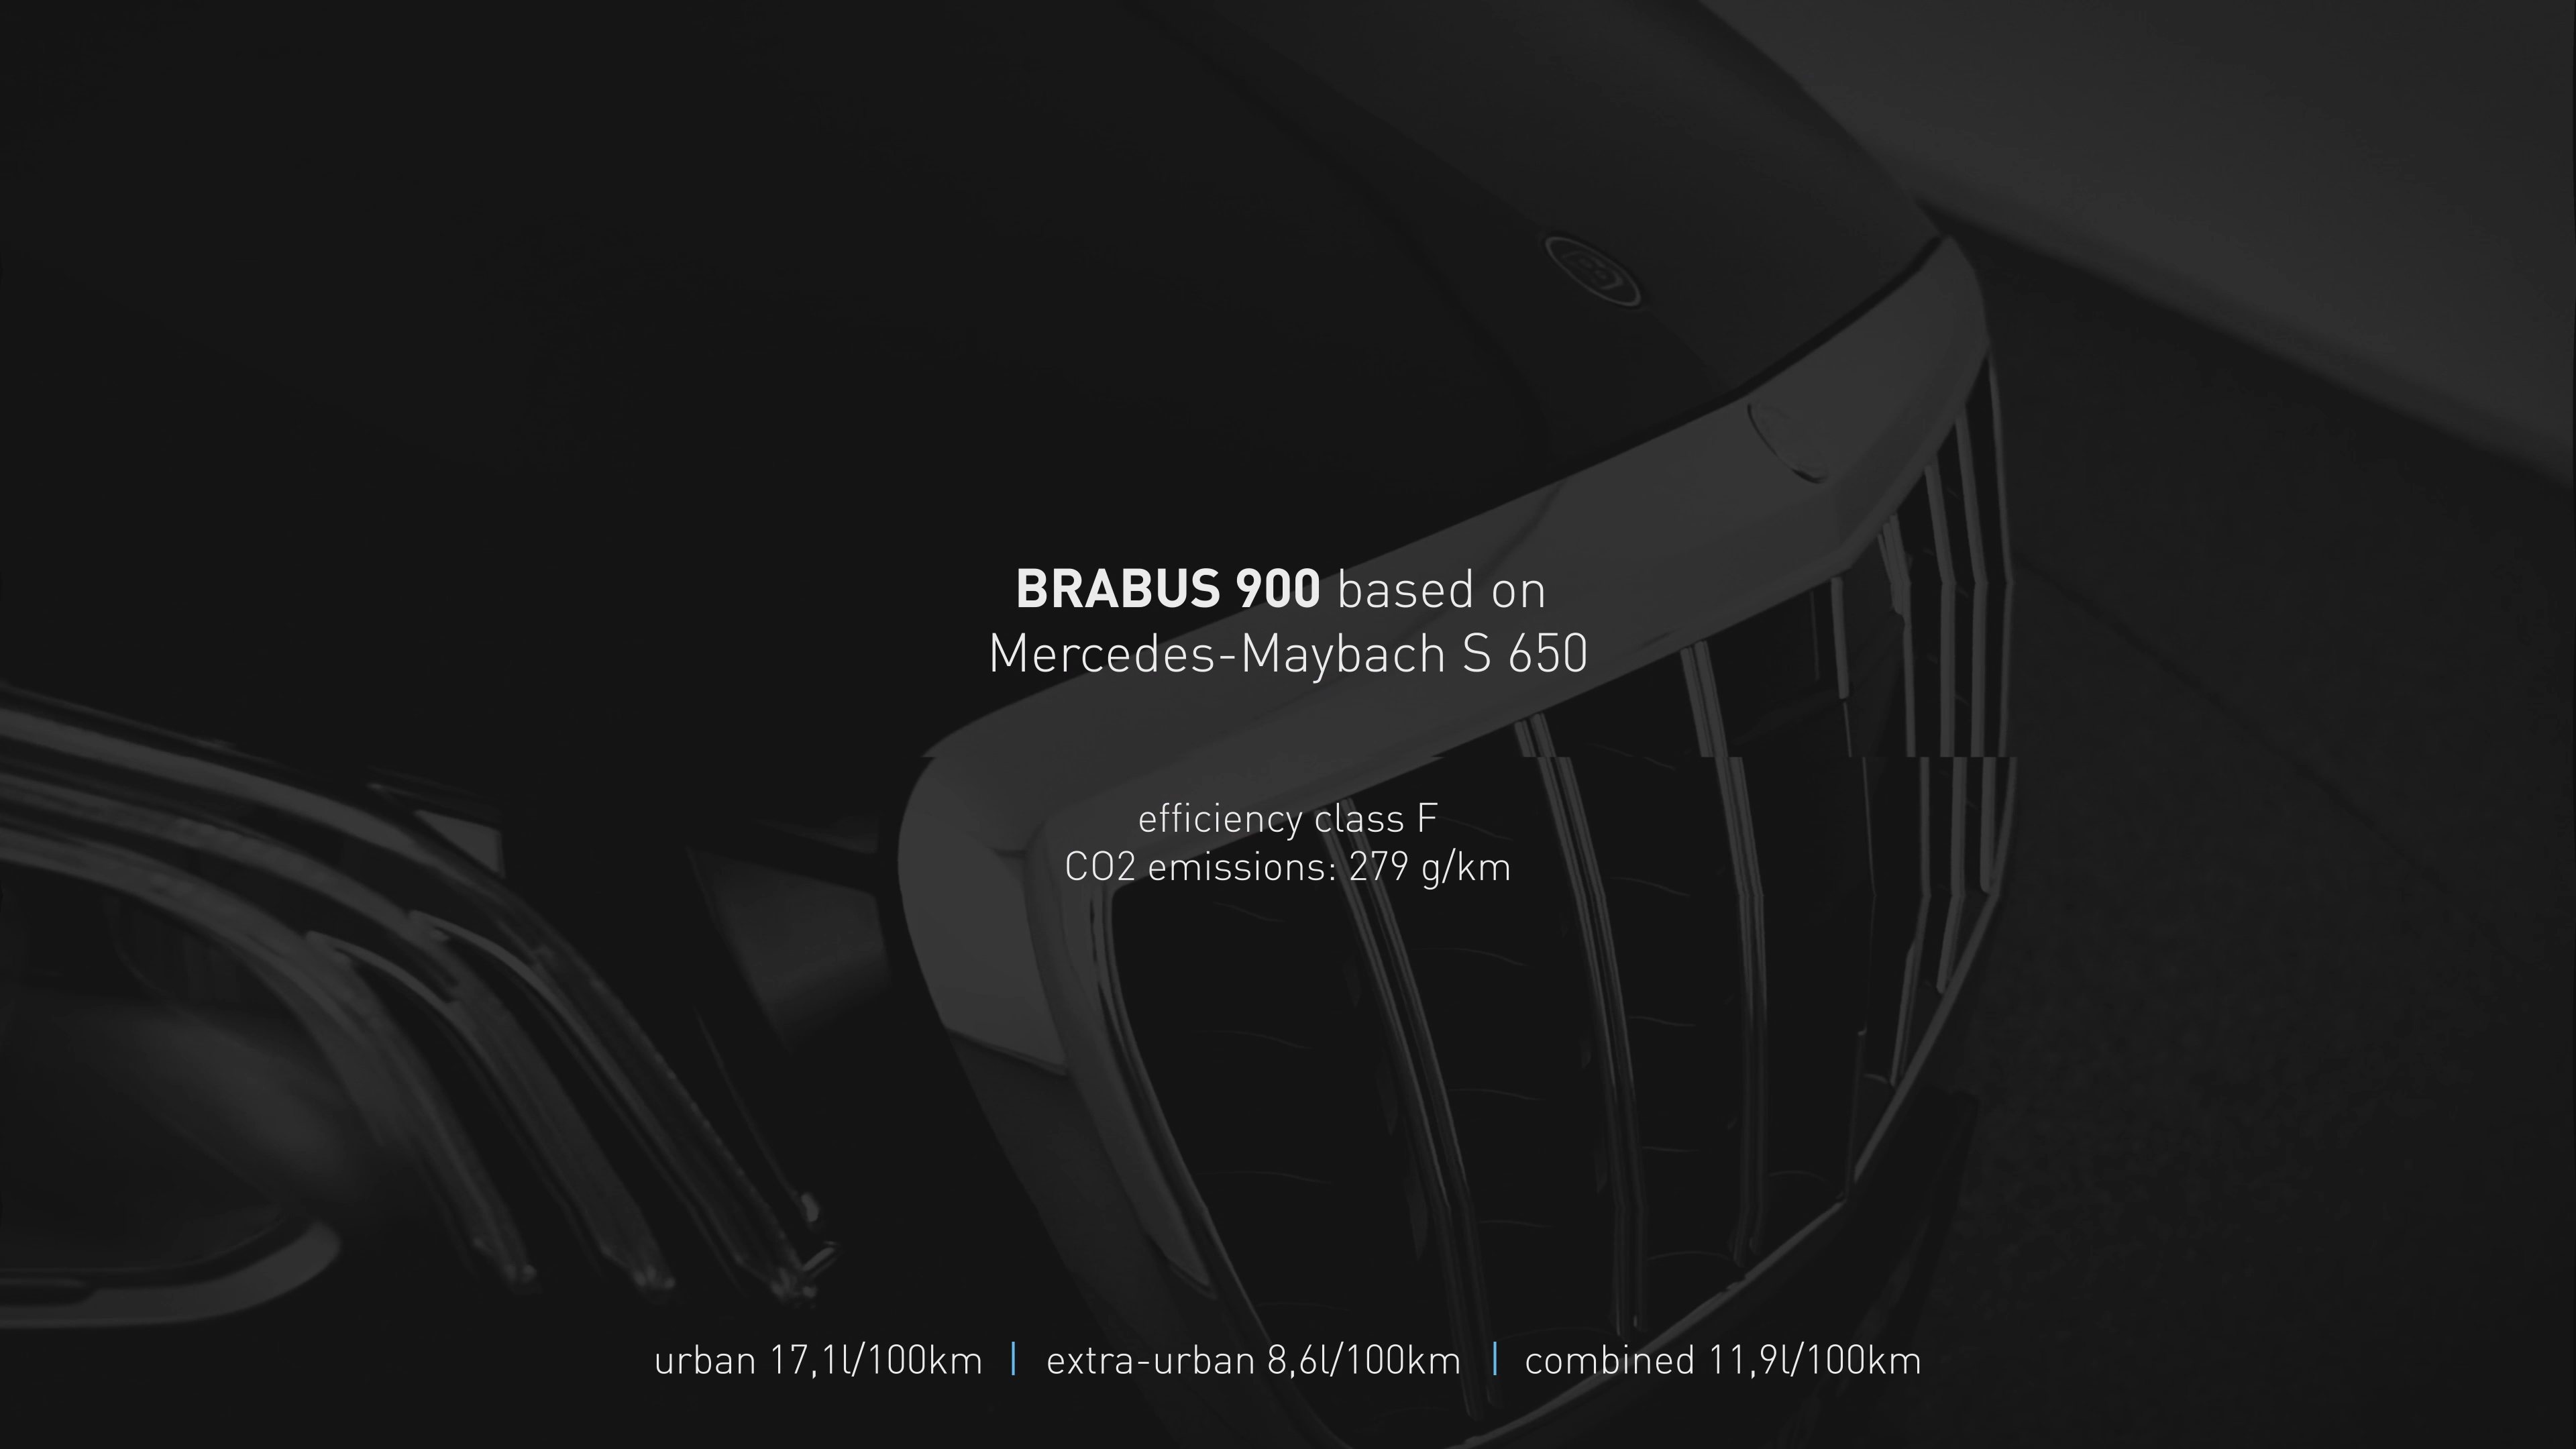 BRABUS 900 based on
Mercedes-Maybach S 650
efficiency class F
CO2 emissions: 279 g/km
urban 17,1l/100km | extra-urban 8,6l/100km | combined 11,9l/100km